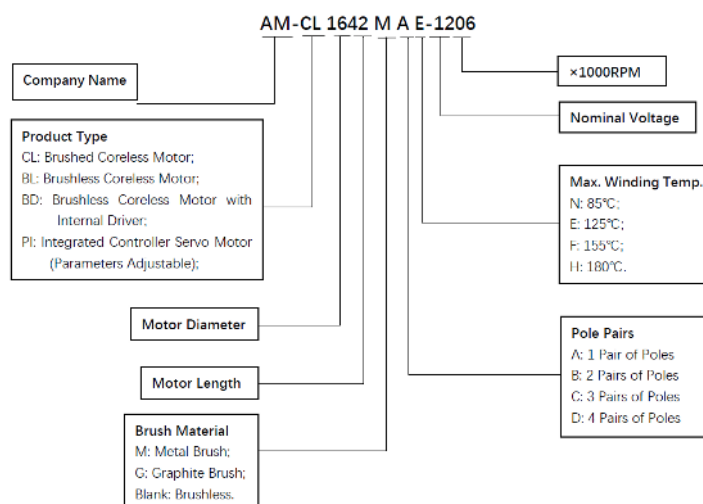 AM-CL 1642 M A E-1206
Company Name
Product Type
CL: Brushed Coreless Motor;
BL: Brushless Coreless Motor;
BD: Brushless Coreless Motor with
Internal Driver;
PI: Integrated Controller Servo Motor
(Parameters Adjustable);
Motor Diameter
Motor Length
Brush Material
M: Metal Brush;
G: Graphite Brush;
Blank: Brushless.
×1000RPM
Nominal Voltage
Max. Winding Temp.
N: 85℃;
E: 125℃;
F: 155℃;
H: 180℃.
Pole Pairs
A: 1 Pair of Poles
B: 2 Pairs of Poles
C: 3 Pairs of Poles
D: 4 Pairs of Poles